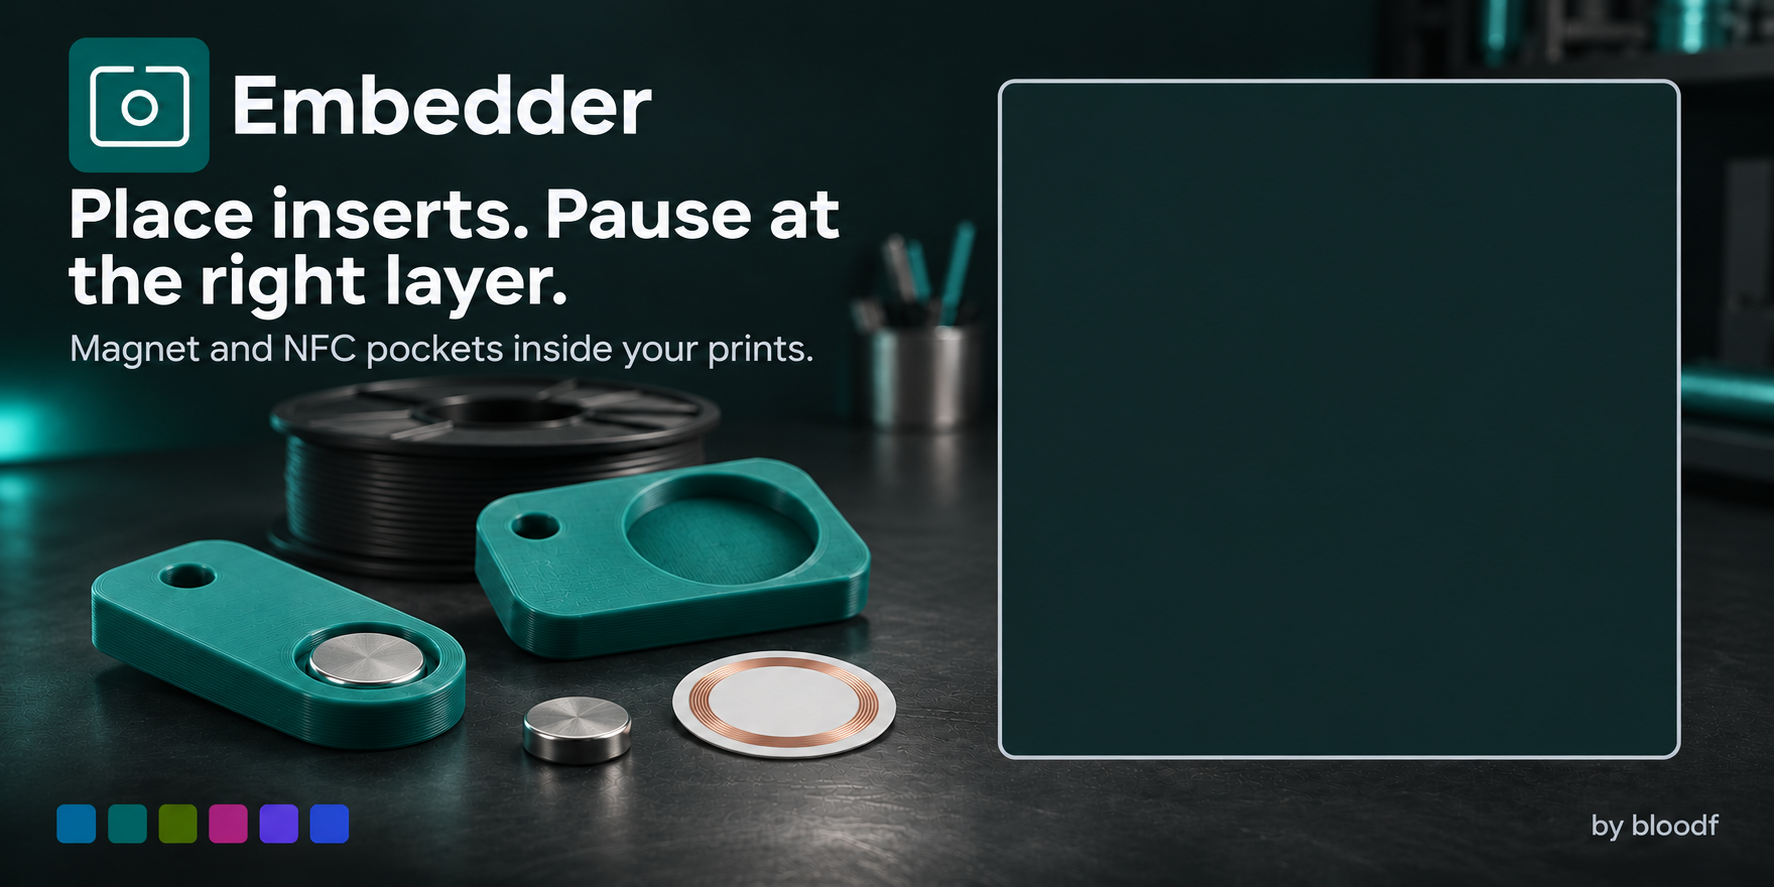 Embedder
Place inserts. Pause at
the right layer.
Magnet and NFC pockets inside your prints.
by bloodf